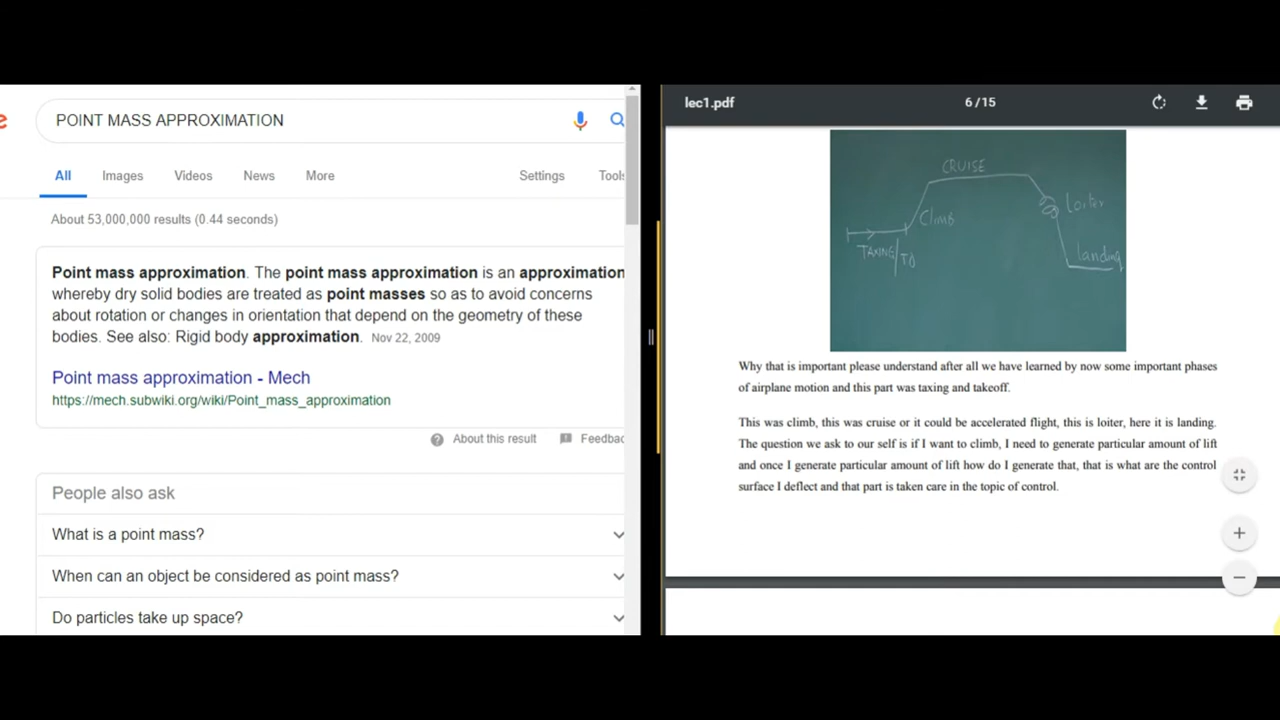 POINT MASS APPROXIMATION
All Images Videos News More Settings Tools
About 53,000,000 results (0.44 seconds)
Point mass approximation. The point mass approximation is an approximation
whereby dry solid bodies are treated as point masses so as to avoid concerns
about rotation or changes in orientation that depend on the geometry of these
bodies. See also: Rigid body approximation. Nov 22, 2009
Point mass approximation - Mech
https://mech.subwiki.org/wiki/Point_mass_approximation
About this result Feedbac
People also ask
What is a point mass?
When can an object be considered as point mass?
Do particles take up space?
lec1.pdf 6 / 15
CRUISE
Climb
Loiter
TAXING/TO
landing
Why that is important please understand after all we have learned by now some important phases
of airplane motion and this part was taxing and takeoff.
This was climb, this was cruise or it could be accelerated flight, this is loiter, here it is landing.
The question we ask to our self is if I want to climb, I need to generate particular amount of lift
and once I generate particular amount of lift how do I generate that, that is what are the control
surface I deflect and that part is taken care in the topic of control.